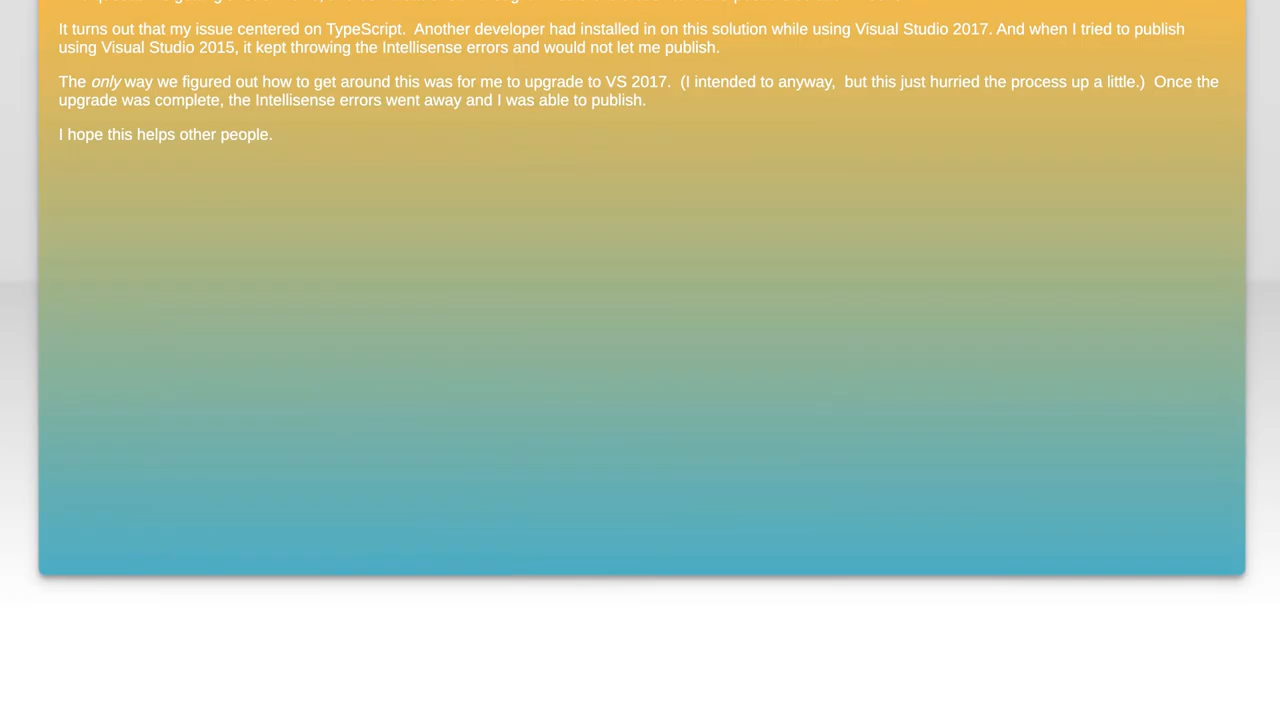 It turns out that my issue centered on TypeScript.  Another developer had installed in on this solution while using Visual Studio 2017. And when I tried to publish
using Visual Studio 2015, it kept throwing the Intellisense errors and would not let me publish.
The only way we figured out how to get around this was for me to upgrade to VS 2017.  (I intended to anyway,  but this just hurried the process up a little.)  Once the
upgrade was complete, the Intellisense errors went away and I was able to publish.
I hope this helps other people.